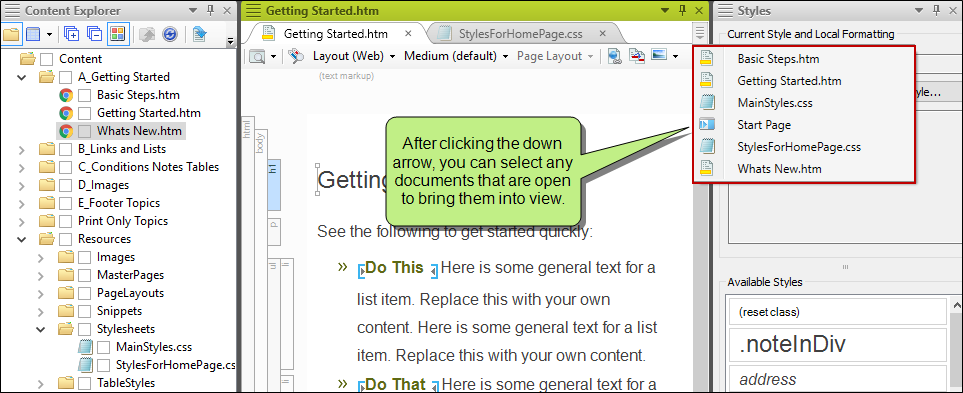 Content Explorer
Content
A_Getting Started
Basic Steps.htm
Getting Started.htm
Whats New.htm
B_Links and Lists
C_Conditions Notes Tables
D_Images
E_Footer Topics
Print Only Topics
Resources
Images
MasterPages
PageLayouts
Snippets
Stylesheets
MainStyles.css
StylesForHomePage.cs
TableStyles
Getting Started.htm
Getting Started.htm
StylesForHomePage.css
Layout (Web)
Medium (default)
Page Layout
(text markup)
html
body
h1
p
ul
li
Getting
See the following to get started quickly:
» Do This Here is some general text for a
list item. Replace this with your own
content. Here is some general text for a list
item. Replace this with your own content.
» Do That Here is some general text for a
After clicking the down
arrow, you can select any
documents that are open
to bring them into view.
Styles
Current Style and Local Formatting
Basic Steps.htm
Getting Started.htm
MainStyles.css
Start Page
StylesForHomePage.css
Whats New.htm
yle...
Available Styles
(reset class)
.noteInDiv
address